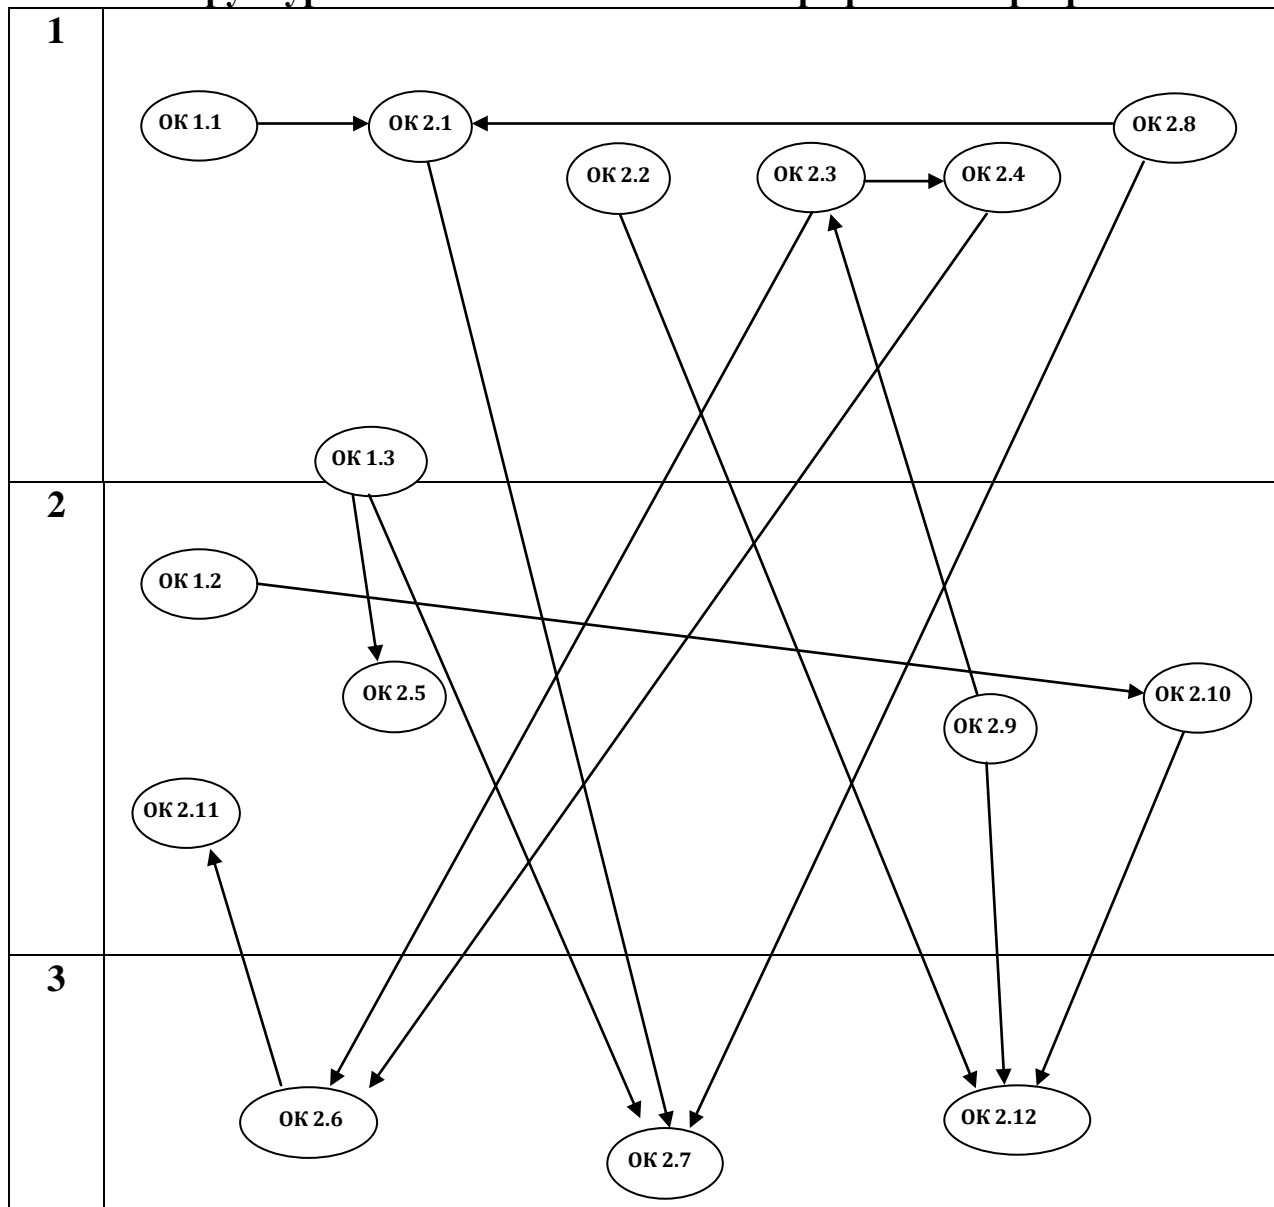 1
ОК 1.1
ОК 2.1
ОК 2.8
ОК 2.2
ОК 2.3
ОК 2.4
ОК 1.3
2
ОК 1.2
ОК 2.5
ОК 2.10
ОК 2.9
ОК 2.11
3
ОК 2.6
ОК 2.12
ОК 2.7